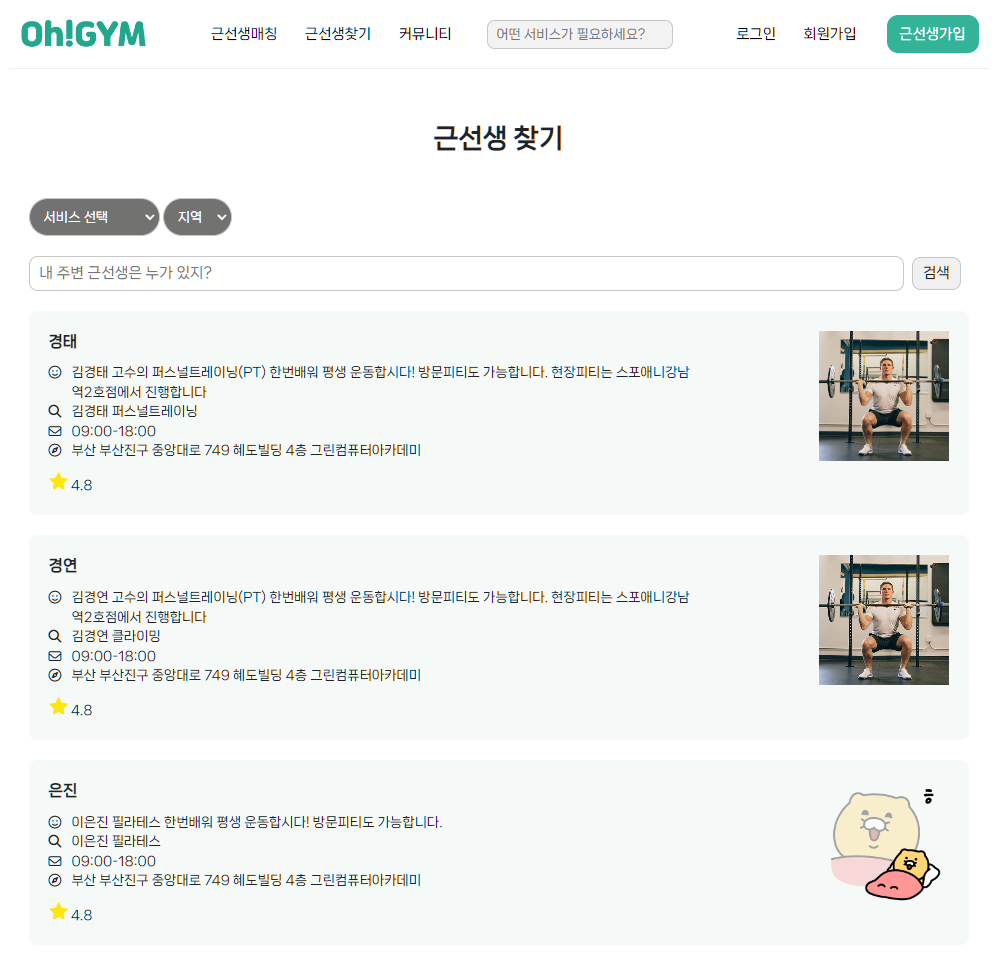 Oh!GYM 근선생매칭 근선생찾기 커뮤니티 어떤 서비스가 필요하세요? 로그인 회원가입 근선생가입
근선생 찾기
서비스 선택 지역
내 주변 근선생은 누가 있지? 검색
경태
김경태 고수의 퍼스널트레이닝(PT) 한번배워 평생 운동합시다! 방문피티도 가능합니다. 현장피티는 스포애니강남
역2호점에서 진행합니다
김경태 퍼스널트레이닝
09:00-18:00
부산 부산진구 중앙대로 749 혜도빌딩 4층 그린컴퓨터아카데미
4.8
경연
김경연 고수의 퍼스널트레이닝(PT) 한번배워 평생 운동합시다! 방문피티도 가능합니다. 현장피티는 스포애니강남
역2호점에서 진행합니다
김경연 클라이밍
09:00-18:00
부산 부산진구 중앙대로 749 혜도빌딩 4층 그린컴퓨터아카데미
4.8
은진
이은진 필라테스 한번배워 평생 운동합시다! 방문피티도 가능합니다.
이은진 필라테스
09:00-18:00
부산 부산진구 중앙대로 749 혜도빌딩 4층 그린컴퓨터아카데미
4.8
흥